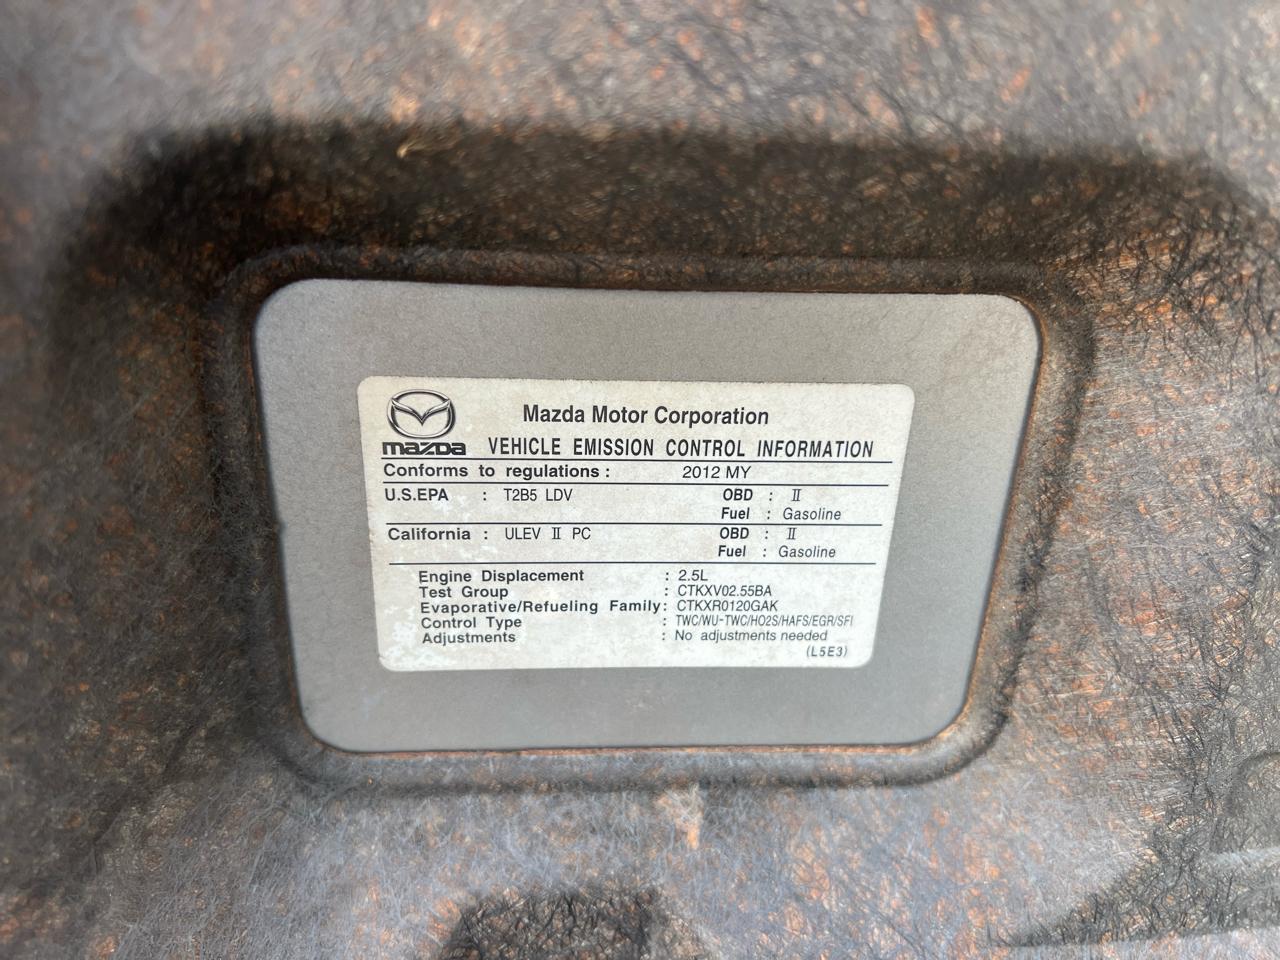 mazda
Mazda Motor Corporation
VEHICLE EMISSION CONTROL INFORMATION
Conforms to regulations : 2012 MY
U.S.EPA : T2B5 LDV OBD : II
Fuel : Gasoline
California : ULEV II PC OBD : II
Fuel : Gasoline
Engine Displacement : 2.5L
Test Group : CTKXV02.55BA
Evaporative/Refueling Family : CTKXR0120GAK
Control Type : TWC/WU-TWC/HO2S/HAFS/EGR/SFI
Adjustments : No adjustments needed
(L5E3)